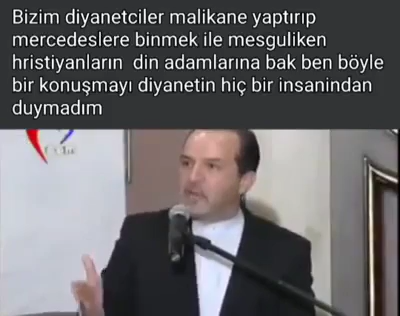 Bizim diyanetciler malikane yaptırıp
mercedeslere binmek ile mesguliken
hristiyanların din adamlarına bak ben böyle
bir konuşmayı diyanetin hiç bir insanindan
duymadım